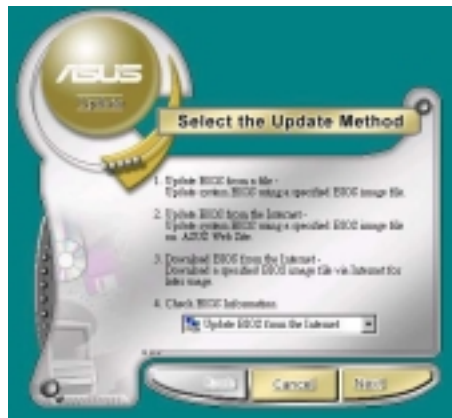 ASUS
Update
Select the Update Method
1. Update BIOS from a file -
Update system BIOS using a specified BIOS image file.
2. Update BIOS from the Internet -
Update system BIOS using a specified BIOS image file
on ASUS Web Site.
3. Download BIOS from the Internet -
Download a specified BIOS image file via Internet for
later usage.
4. Check BIOS Information
Update BIOS from the Internet
Cancel
Next